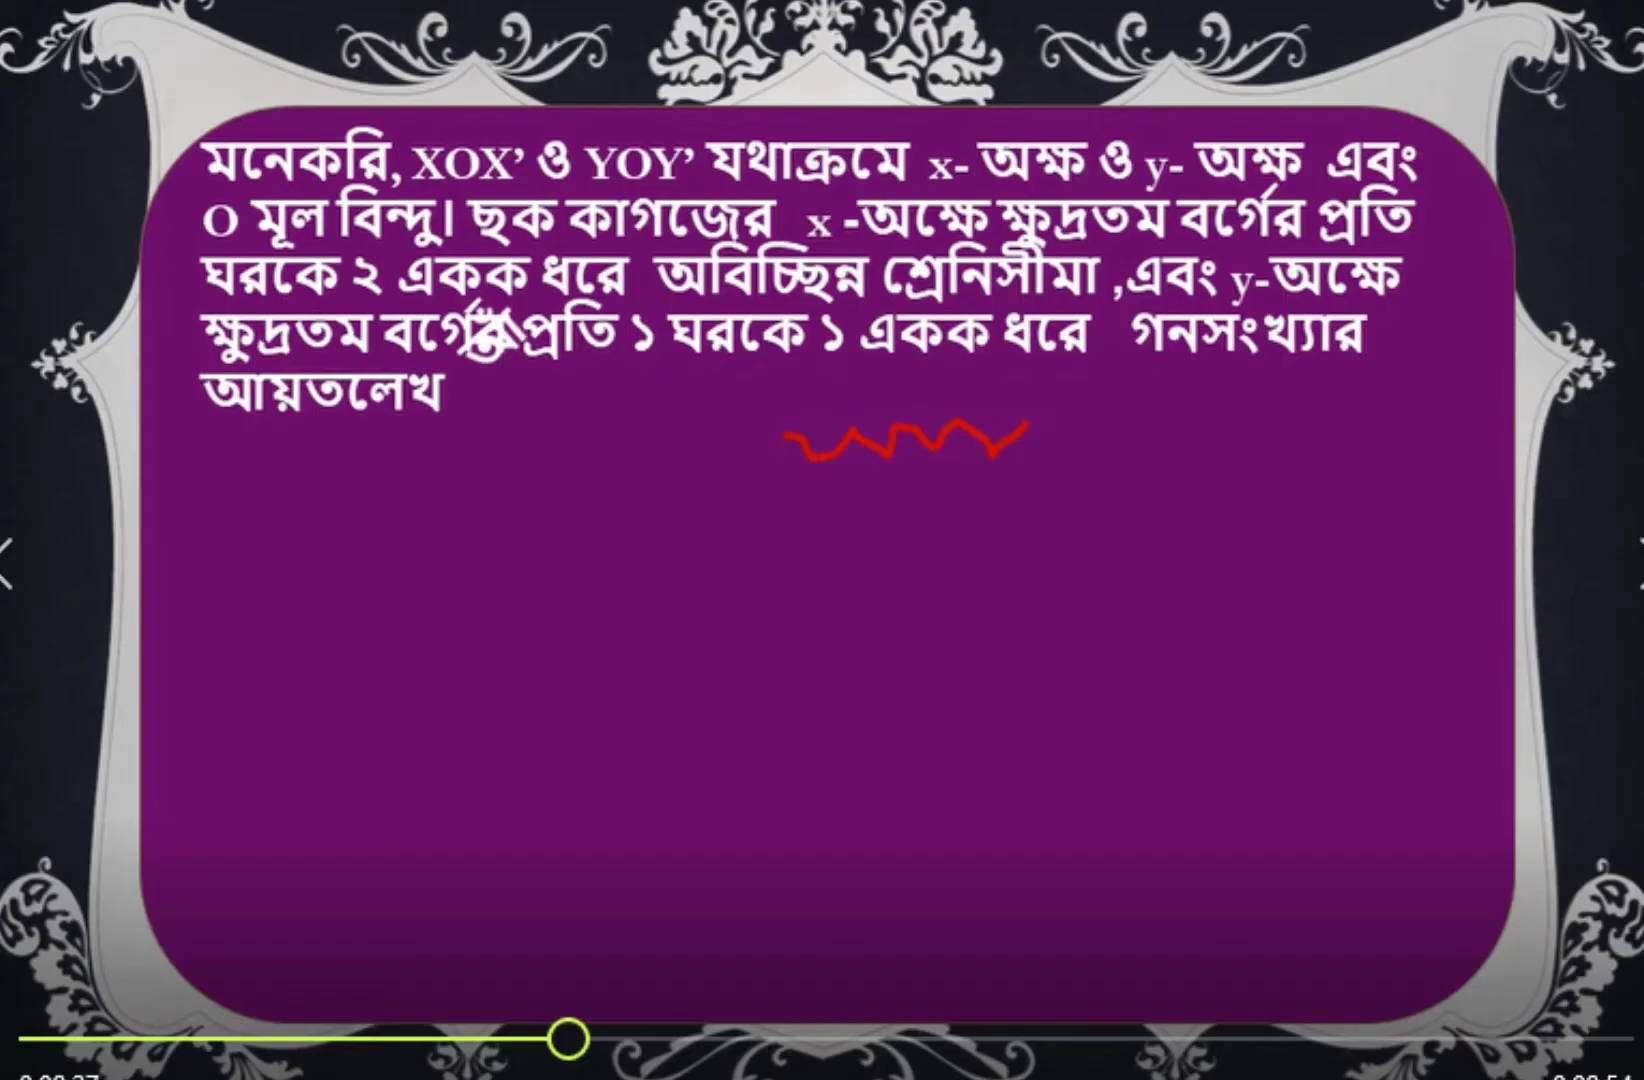 মনেকরি, XOX’ ও YOY’ যথাক্রমে x- অক্ষ ও y- অক্ষ এবং
O মূল বিন্দু। ছক কাগজের x -অক্ষে ক্ষুদ্রতম বর্গের প্রতি
ঘরকে ২ একক ধরে অবিচ্ছিন্ন শ্রেনিসীমা ,এবং y-অক্ষে
ক্ষুদ্রতম বর্গের প্রতি ১ ঘরকে ১ একক ধরে গনসংখ্যার
আয়তলেখ